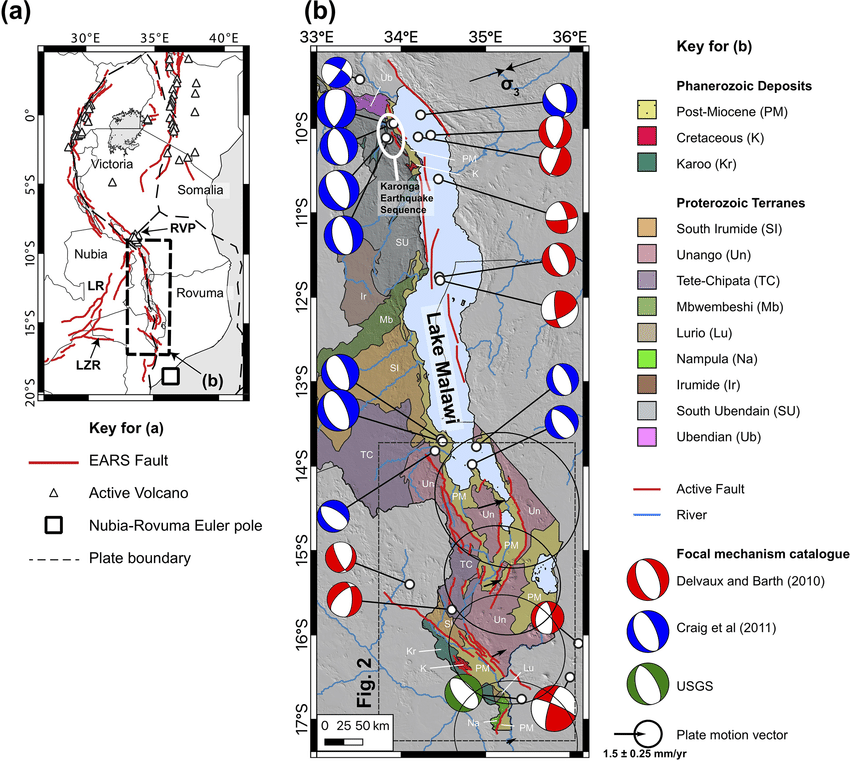 (a)
30°E 35°E 40°E
0°
5°S
10°S
15°S
20°S
Victoria
Somalia
RVP
Nubia
LR
Rovuma
LZR
(b)
Key for (a)
EARS Fault
Active Volcano
Nubia-Rovuma Euler pole
Plate boundary
(b)
33°E 34°E 35°E 36°E
10°S
11°S
12°S
13°S
14°S
15°S
16°S
17°S
Ub
σ3
PM
K
Karonga
Earthquake
Sequence
SU
Ir
Mb
Lake Malawi
SI
TC
Un
PM
Un
Un
PM
TC
PM
Un
SI
Kr
K
PM
Lu
Na
PM
Fig. 2
0 25 50 km
Key for (b)
Phanerozoic Deposits
Post-Miocene (PM)
Cretaceous (K)
Karoo (Kr)
Proterozoic Terranes
South Irumide (SI)
Unango (Un)
Tete-Chipata (TC)
Mbwembeshi (Mb)
Lurio (Lu)
Nampula (Na)
Irumide (Ir)
South Ubendain (SU)
Ubendian (Ub)
Active Fault
River
Focal mechanism catalogue
Delvaux and Barth (2010)
Craig et al (2011)
USGS
Plate motion vector
1.5 ± 0.25 mm/yr